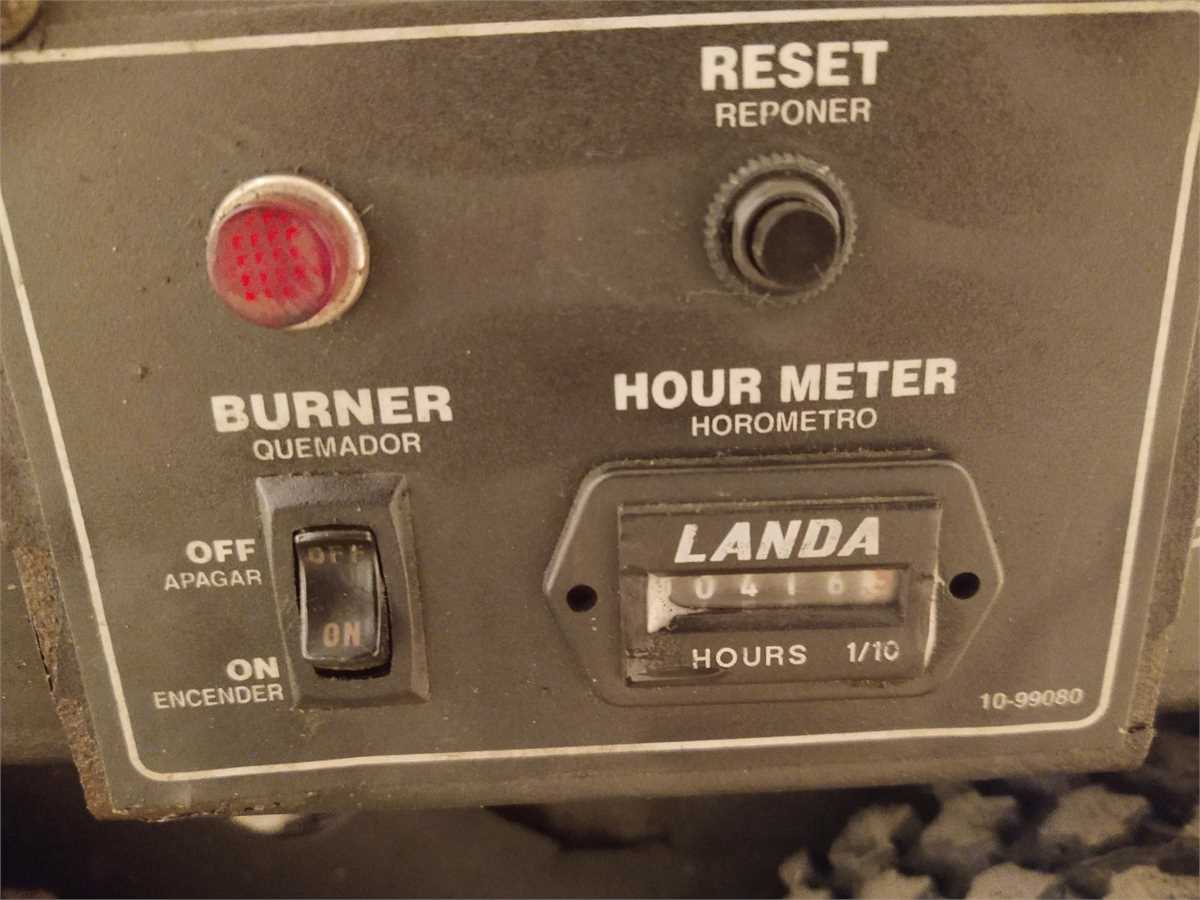 RESET
REPONER
BURNER
QUEMADOR
HOUR METER
HOROMETRO
OFF
APAGAR
OFF
ON
ON
ENCENDER
LANDA
0416
HOURS 1/10
10-99080